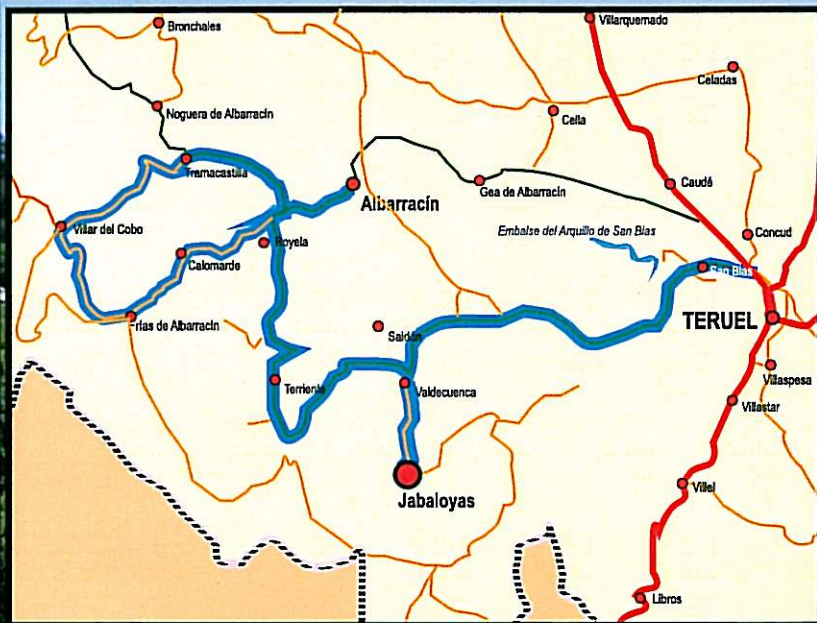 Bronchales
Villarquemado
Celadas
Noguera de Albarracín
Cella
Tramacastilla
Albarracín
Gea de Albarracín
Caudé
Villar del Cobo
Royela
Calomarde
Embalse del Arquillo de San Blas
Concud
San Blas
Frías de Albarracín
Saldón
TERUEL
Terriente
Valdecuenca
Villaspesa
Villastar
Jabaloyas
Villel
Libros